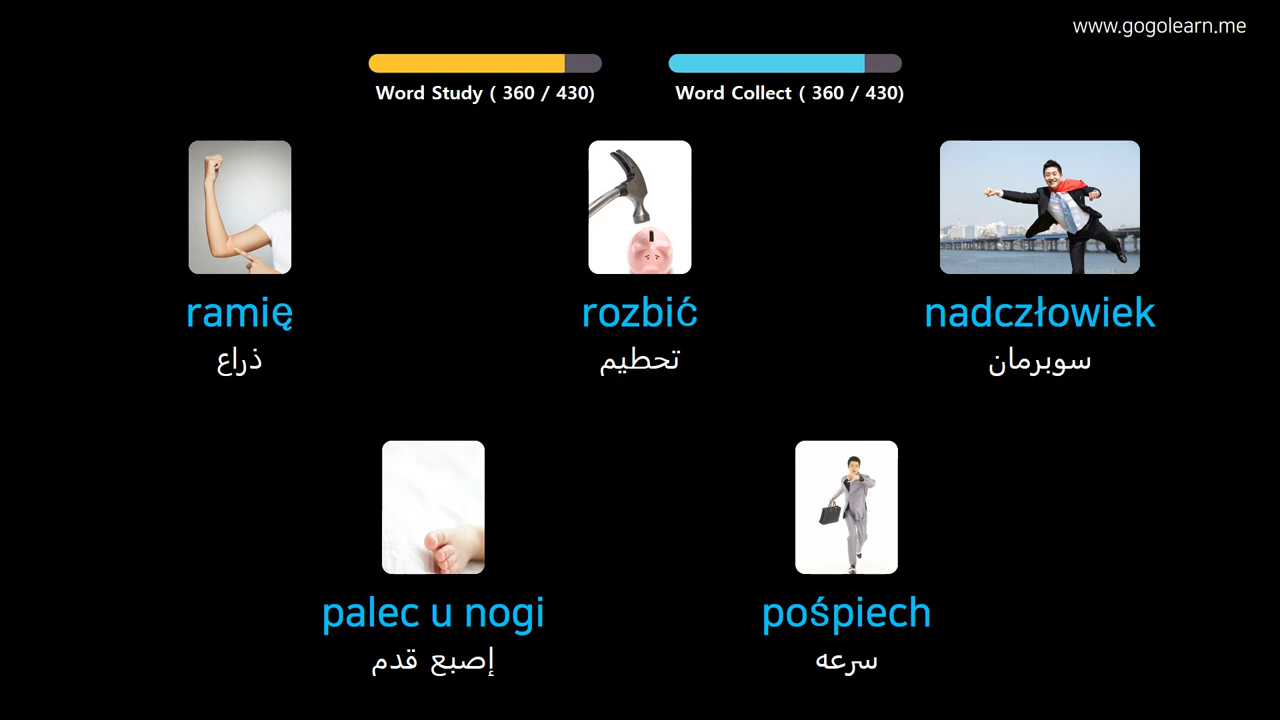 www.gogolearn.me
Word Study ( 360 / 430)
Word Collect ( 360 / 430)
ramię
ذراع
rozbić
تحطيم
nadczłowiek
سوبرمان
palec u nogi
إصبع قدم
pośpiech
سرعه